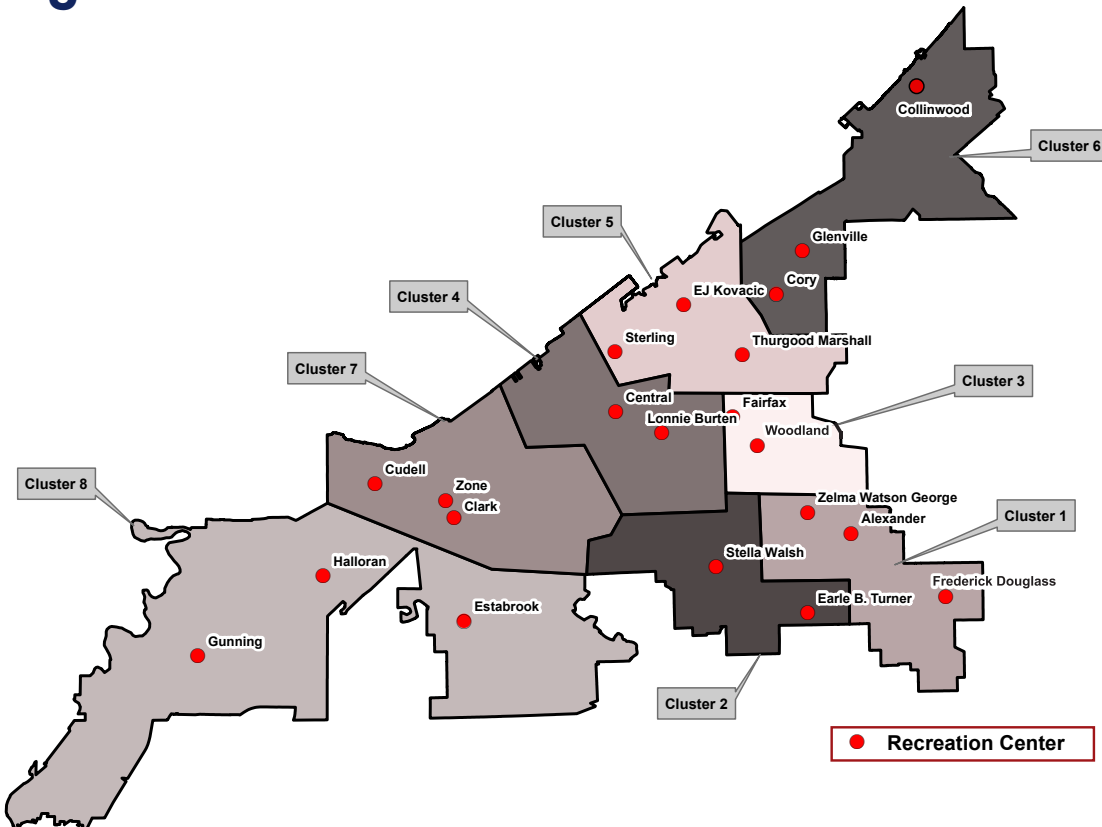 Collinwood
Cluster 6
Cluster 5
Glenville
Cory
EJ Kovacic
Cluster 4
Sterling
Thurgood Marshall
Cluster 7
Cluster 3
Central
Fairfax
Lonnie Burten
Woodland
Cudell
Cluster 8
Zone
Clark
Zelma Watson George
Alexander
Cluster 1
Stella Walsh
Halloran
Frederick Douglass
Estabrook
Earle B. Turner
Gunning
Cluster 2
Recreation Center